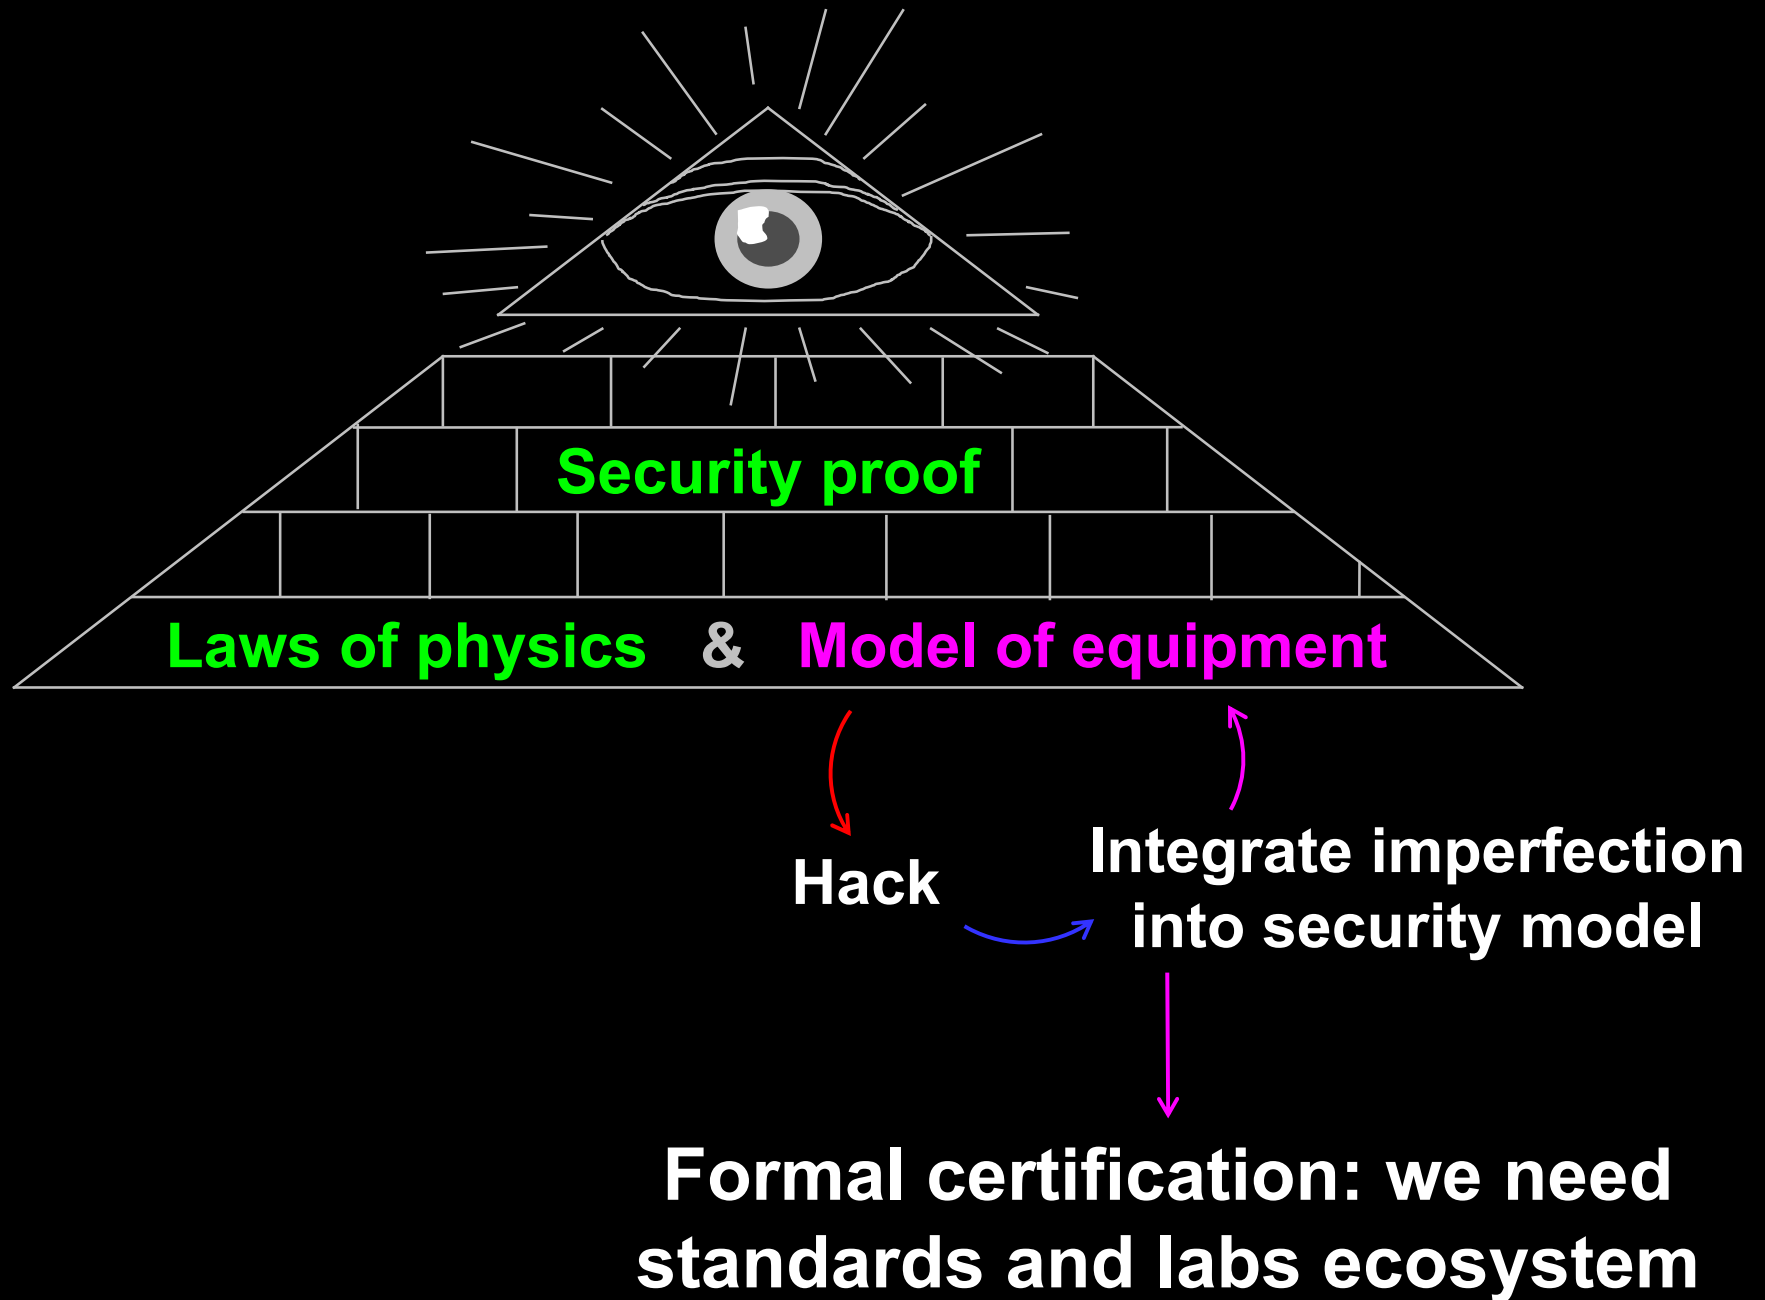 Security proof
Laws of physics & Model of equipment
Hack
Integrate imperfection
into security model
Formal certification: we need
standards and labs ecosystem